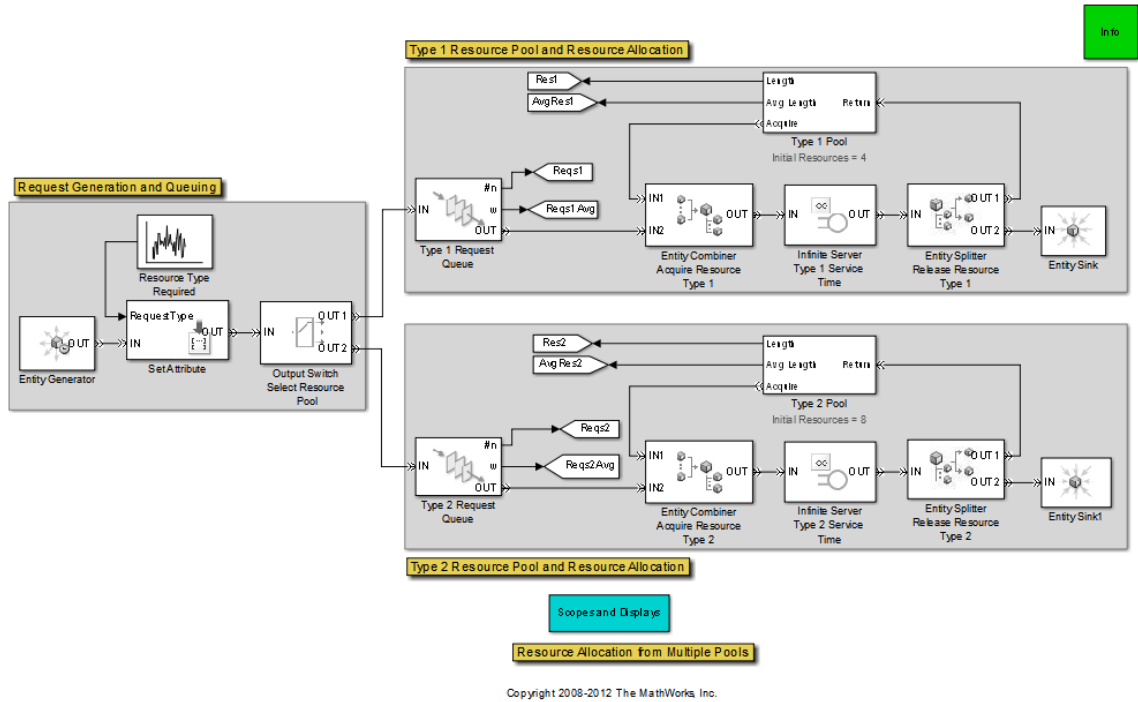 Info
Type 1 Resource Pool and Resource Allocation
Res1
AvgRes1
Length
Avg Length
Return
Acquire
Type 1 Pool
Initial Resources = 4
Request Generation and Queuing
#n
Reqs1
IN
w
Reqs1 Avg
OUT
Type 1 Request
Queue
IN1
OUT
IN2
Entity Combiner
Acquire Resource
Type 1
IN
∞
OUT
Infinite Server
Type 1 Service
Time
IN
OUT 1
OUT2
Entity Splitter
Release Resource
Type 1
IN
Entity Sink
Resource Type
Required
OUT
Entity Generator
RequestType
OUT
IN
Set Attribute
IN
OUT 1
OUT2
Output Switch
Select Resource
Pool
Res2
AvgRes2
Length
Avg Length
Return
Acquire
Type 2 Pool
Initial Resources = 8
#n
Reqs2
IN
w
Reqs2Avg
OUT
Type 2 Request
Queue
IN1
OUT
IN2
Entity Combiner
Acquire Resource
Type 2
IN
∞
OUT
Infinite Server
Type 2 Service
Time
IN
OUT 1
OUT2
Entity Splitter
Release Resource
Type 2
IN
Entity Sink1
Type 2 Resource Pool and Resource Allocation
Scopes and Displays
Resource Allocation from Multiple Pools
Copyright 2008-2012 The MathWorks, Inc.